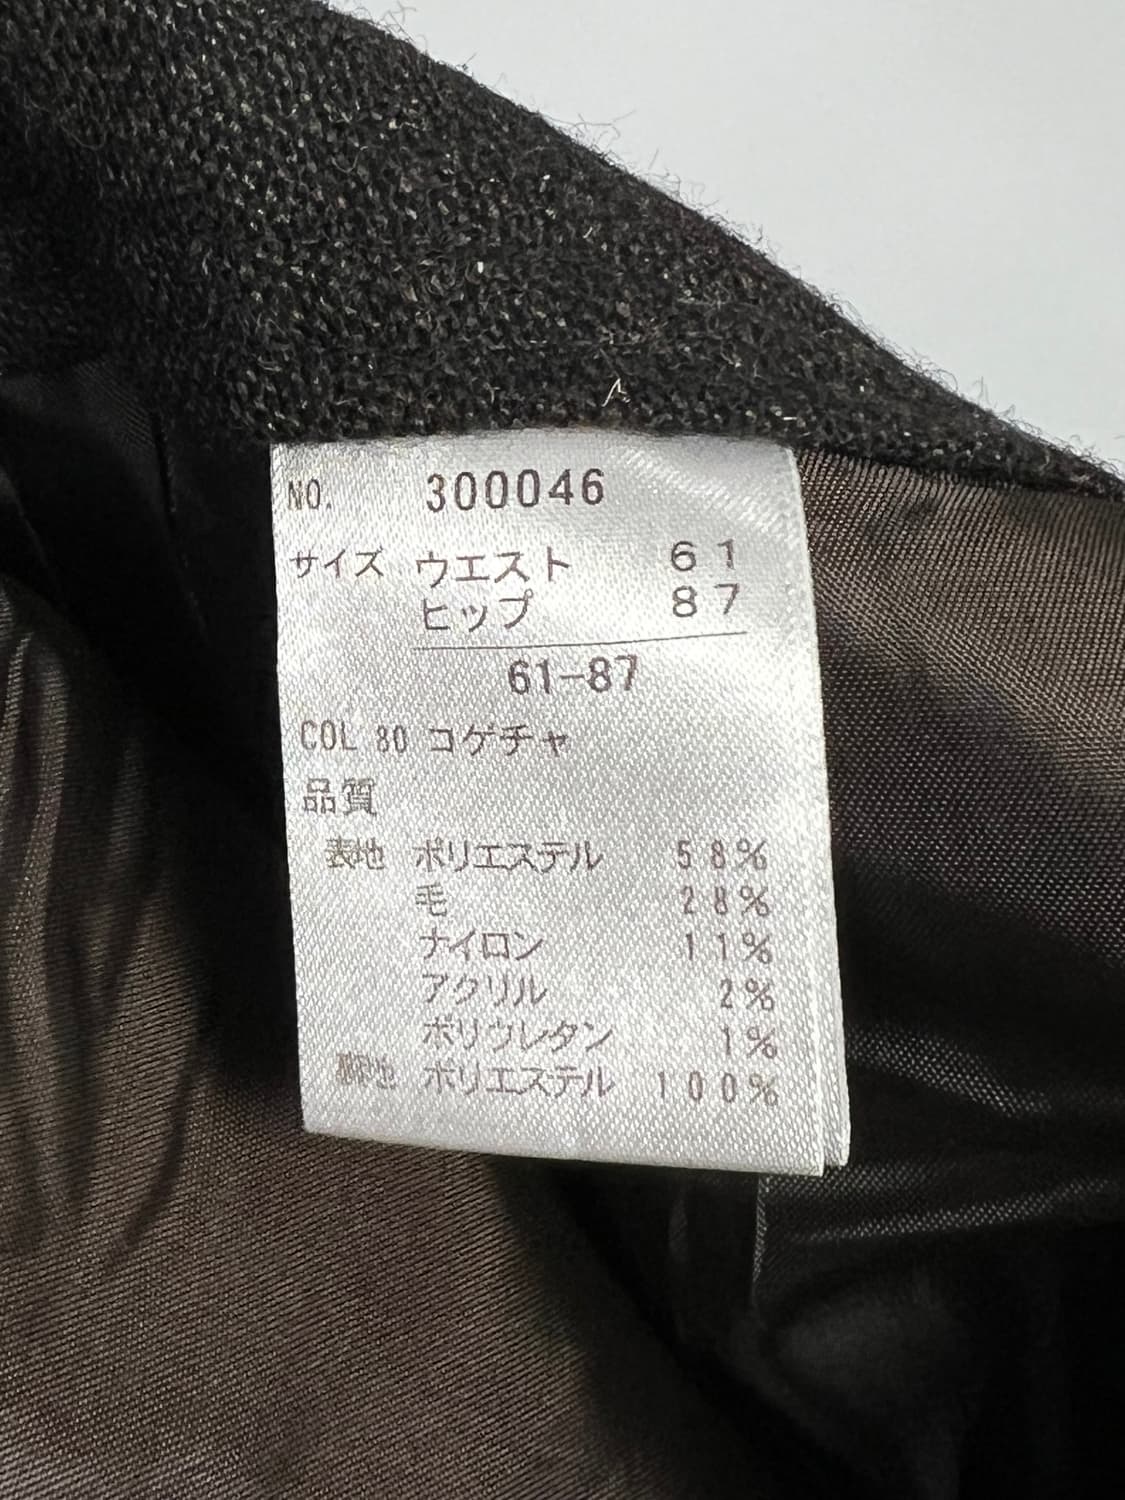 NO. 300046
サイズ ウエスト 61
ヒップ 87
61-87
COL 80 コゲチャ
品質
表地 ポリエステル 58%
毛 28%
ナイロン 11%
アクリル 2%
ポリウレタン 1%
ポリエステル 100%